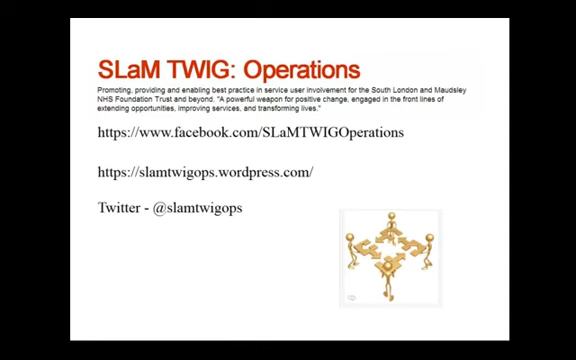 SLaM TWIG: Operations
Promoting, providing and enabling best practice in service user involvement for the South London and Maudsley
NHS Foundation Trust and beyond. "A powerful weapon for positive change, engaged in the front lines of
extending opportunities, improving services, and transforming lives."
https://www.facebook.com/SLaMTWIGOperations
https://slamtwigops.wordpress.com/
Twitter - @slamtwigops